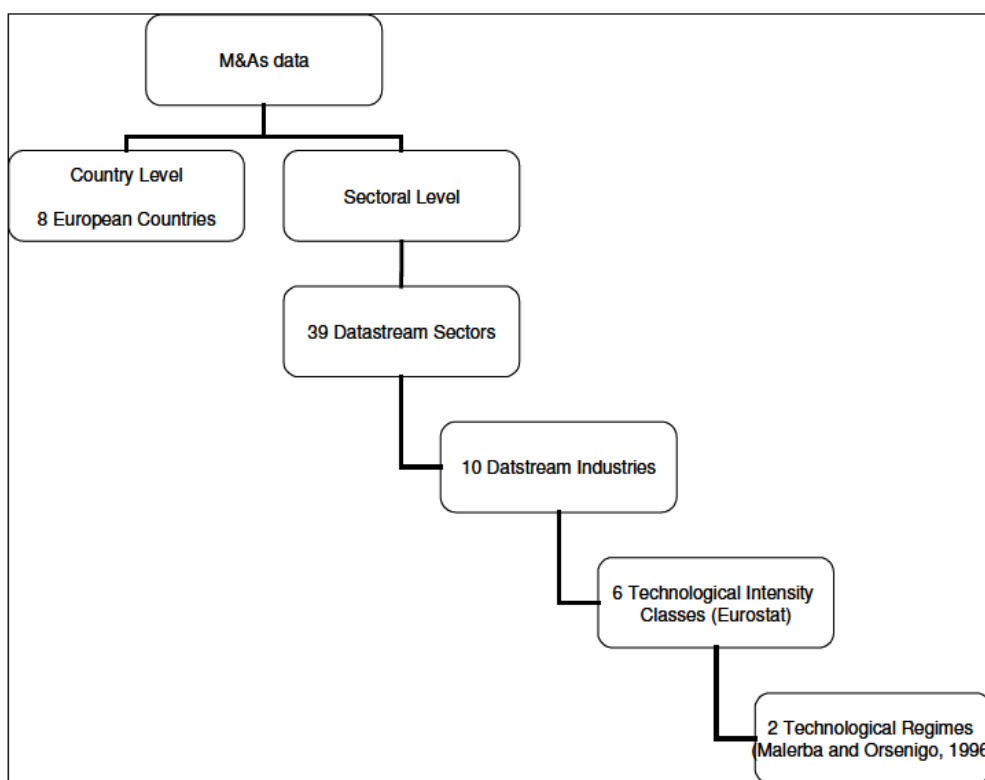 M&As data
Country Level
8 European Countries
Sectoral Level
39 Datastream Sectors
10 Datstream Industries
6 Technological Intensity
Classes (Eurostat)
2 Technological Regimes
(Malerba and Orsenigo, 1996